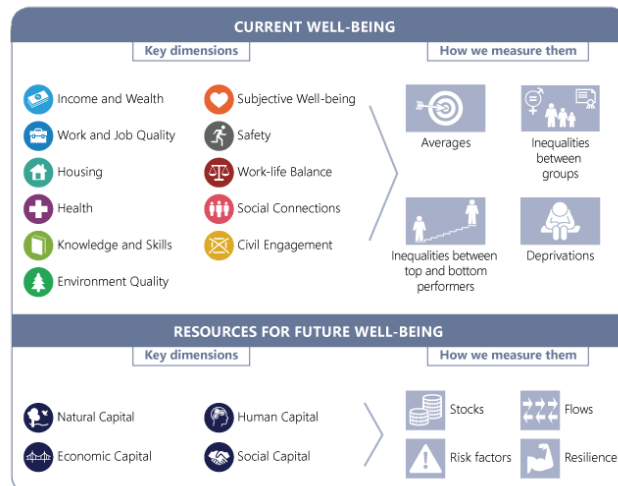 CURRENT WELL-BEING
Key dimensions
How we measure them
Income and Wealth
Work and Job Quality
Housing
Health
Knowledge and Skills
Environment Quality
Subjective Well-being
Safety
Work-life Balance
Social Connections
Civil Engagement
Averages
Inequalities
between
groups
Inequalities between
top and bottom
performers
Deprivations
RESOURCES FOR FUTURE WELL-BEING
Key dimensions
How we measure them
Natural Capital
Economic Capital
Human Capital
Social Capital
Stocks
Flows
Risk factors
Resilience